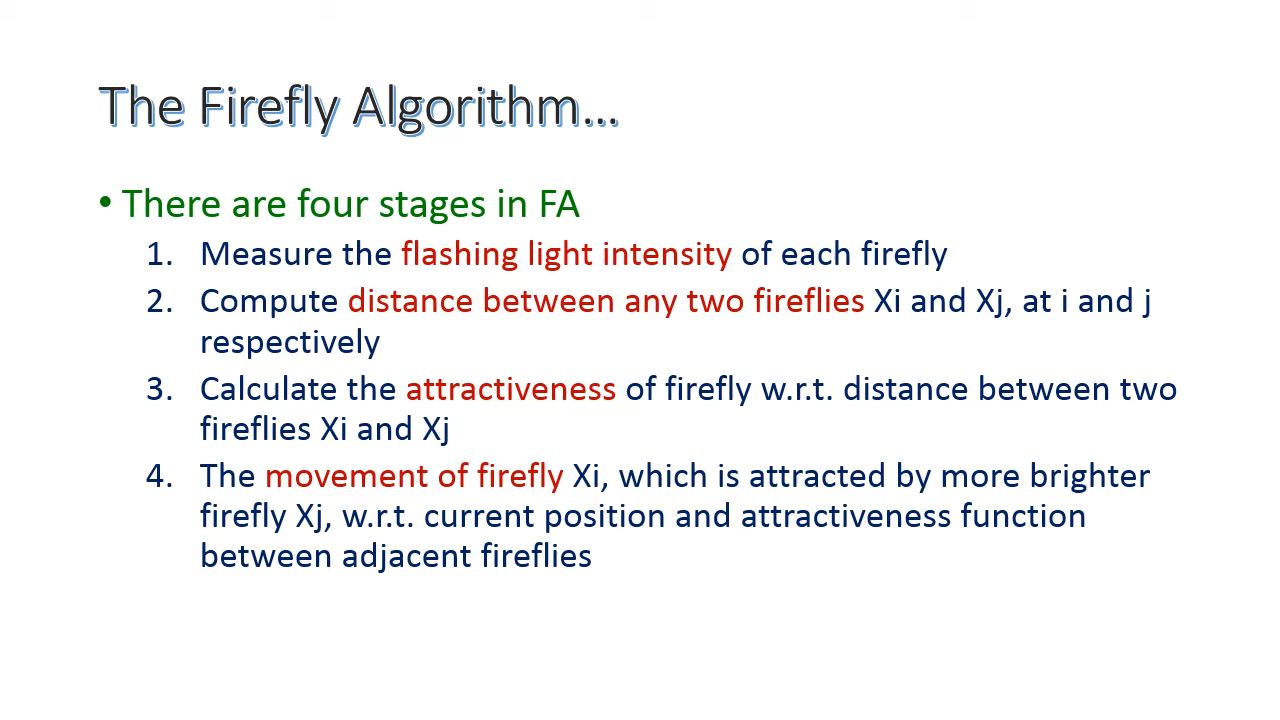 The Firefly Algorithm...
• There are four stages in FA
1. Measure the flashing light intensity of each firefly
2. Compute distance between any two fireflies Xi and Xj, at i and j
respectively
3. Calculate the attractiveness of firefly w.r.t. distance between two
fireflies Xi and Xj
4. The movement of firefly Xi, which is attracted by more brighter
firefly Xj, w.r.t. current position and attractiveness function
between adjacent fireflies